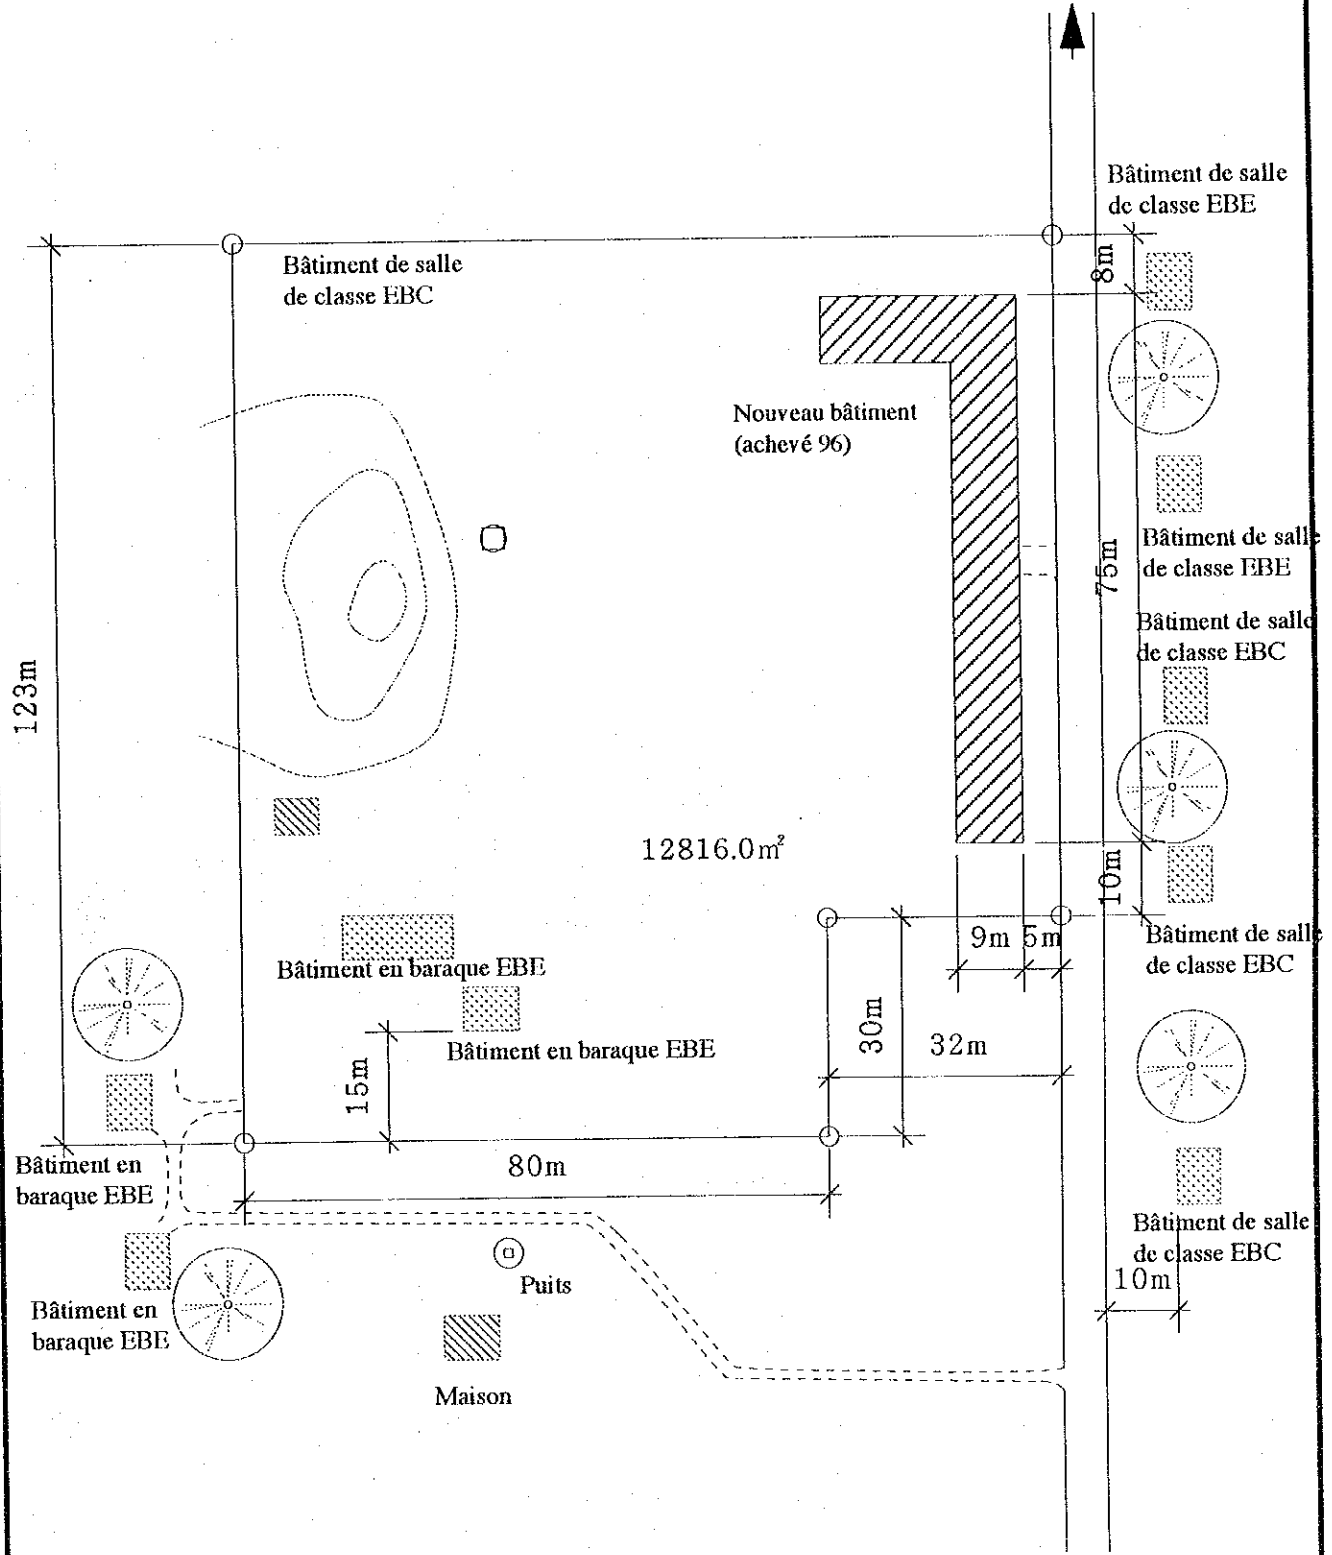 Bâtiment de salle
de classe EBE
8m
Bâtiment de salle
de classe EBC
Nouveau bâtiment
(achevé 96)
75m
Bâtiment de salle
de classe EBE
Bâtiment de salle
de classe EBC
123m
12816.0m²
10m
9m 5m
Bâtiment de salle
de classe EBC
Bâtiment en baraque EBE
30m
32m
Bâtiment en baraque EBE
15m
80m
Bâtiment en
baraque EBE
Bâtiment de salle
de classe EBC
10m
Puits
Bâtiment en
baraque EBE
Maison